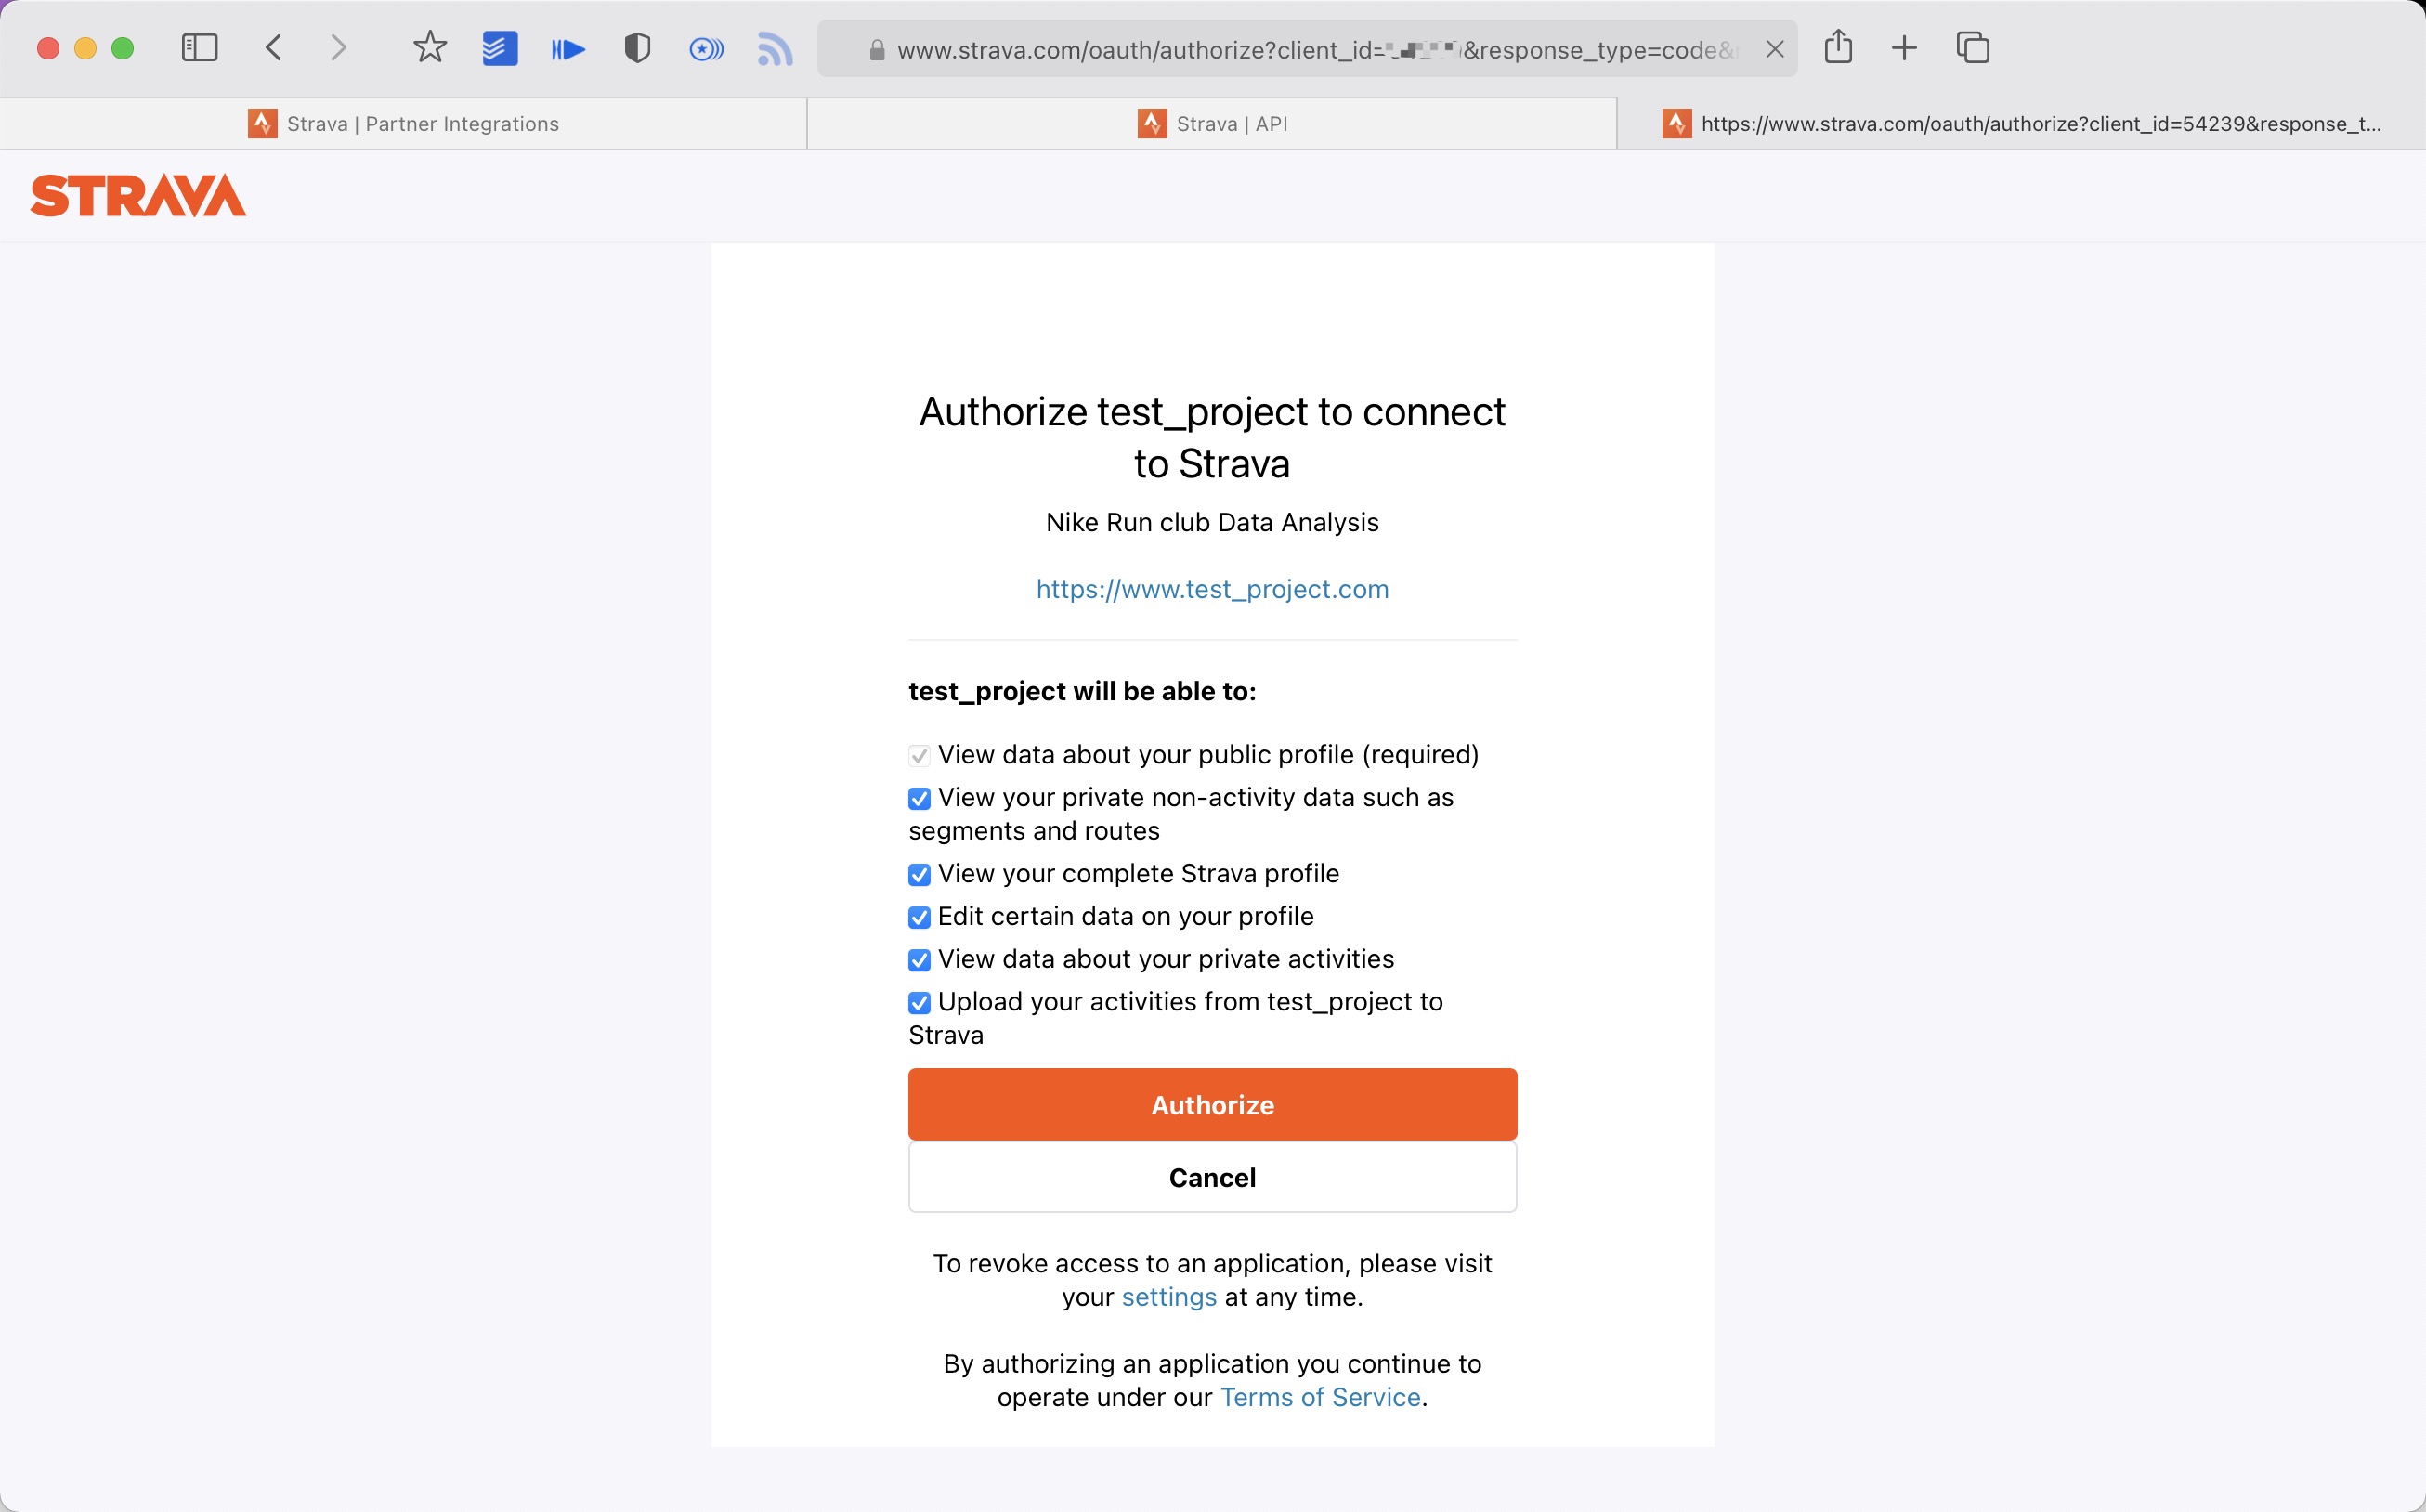 www.strava.com/oauth/authorize?client_id= &response_type=code&
Strava | Partner Integrations
Strava | API
https://www.strava.com/oauth/authorize?client_id=54239&response_t...
STRAVA
Authorize test_project to connect
to Strava
Nike Run club Data Analysis
https://www.test_project.com
test_project will be able to:
View data about your public profile (required)
View your private non-activity data such as
segments and routes
View your complete Strava profile
Edit certain data on your profile
View data about your private activities
Upload your activities from test_project to
Strava
Authorize
Cancel
To revoke access to an application, please visit
your settings at any time.
By authorizing an application you continue to
operate under our Terms of Service.